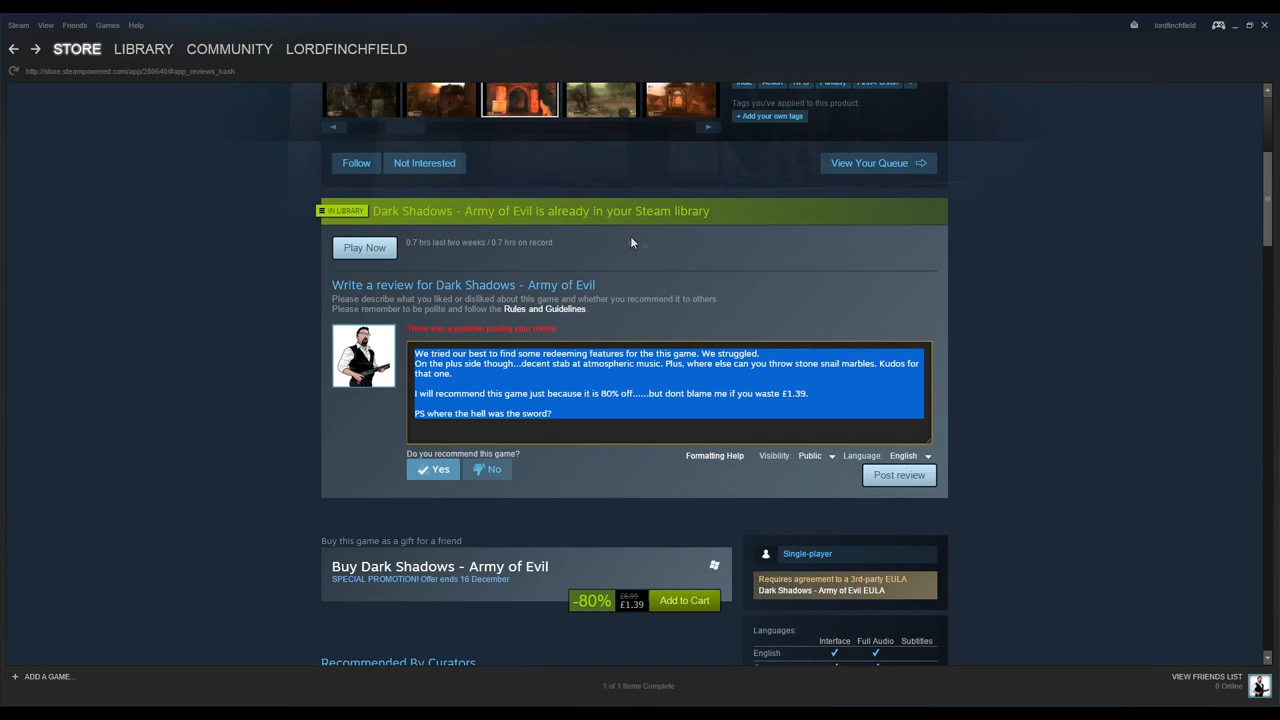 Steam View Friends Games Help
lordfinchfield
STORE LIBRARY COMMUNITY LORDFINCHFIELD
http://store.steampowered.com/app/280640/#app_reviews_hash
Indie Action RPG Fantasy First-Person +
Tags you've applied to this product:
+ Add your own tags
Follow Not Interested View Your Queue
IN LIBRARY Dark Shadows - Army of Evil is already in your Steam library
Play Now 0.7 hrs last two weeks / 0.7 hrs on record
Write a review for Dark Shadows - Army of Evil
Please describe what you liked or disliked about this game and whether you recommend it to others.
Please remember to be polite and follow the Rules and Guidelines.
There was a problem posting your review.
We tried our best to find some redeeming features for the this game. We struggled.
On the plus side though...decent stab at atmospheric music. Plus, where else can you throw stone snail marbles. Kudos for
that one.
I will recommend this game just because it is 80% off......but dont blame me if you waste £1.39.
PS where the hell was the sword?
Do you recommend this game? Formatting Help Visibility: Public Language: English
Yes No Post review
Buy this game as a gift for a friend
Buy Dark Shadows - Army of Evil
SPECIAL PROMOTION! Offer ends 16 December
-80% £6.99 £1.39 Add to Cart
Single-player
Requires agreement to a 3rd-party EULA
Dark Shadows - Army of Evil EULA
Languages:
Interface Full Audio Subtitles
English
Recommended By Curators
+ ADD A GAME...
1 of 1 Items Complete
VIEW FRIENDS LIST
0 Online